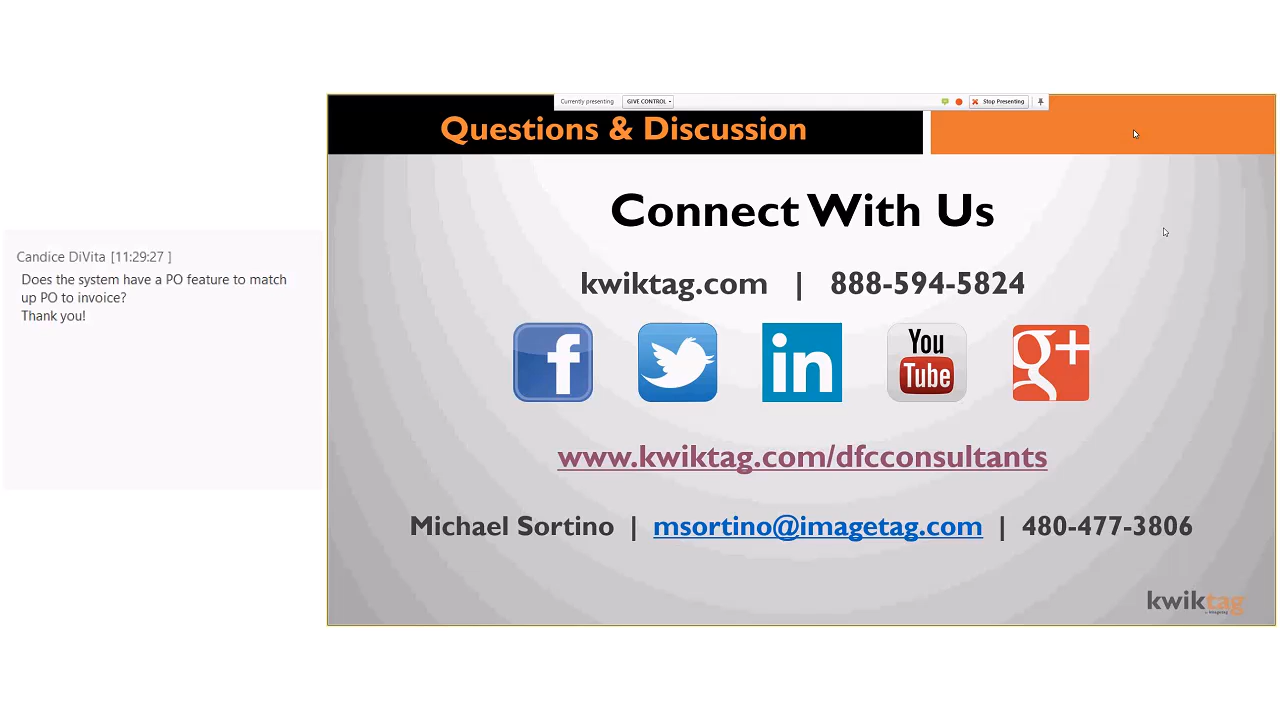 Currently presenting GIVE CONTROL Stop Presenting
Questions & Discussion
Candice DiVita [11:29:27 ]
Does the system have a PO feature to match
up PO to invoice?
Thank you!
Connect With Us
kwiktag.com | 888-594-5824
f in You Tube g+
www.kwiktag.com/dfcconsultants
Michael Sortino | msortino@imagetag.com | 480-477-3806
kwiktag
by imagetag